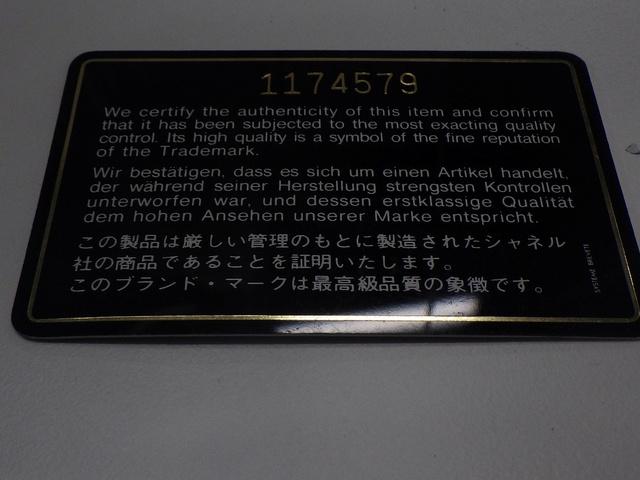 1174579
We certify the authenticity of this item and confirm
that it has been subjected to the most exacting quality
control. Its high quality is a symbol of the fine reputation
of the Trademark.
Wir bestätigen, dass es sich um einen Artikel handelt,
der während seiner Herstellung strengsten Kontrollen
unterworfen war, und dessen erstklassige Qualität
dem hohen Ansehen unserer Marke entspricht.
この製品は厳しい管理のもとに製造されたシャネル
社の商品であることを証明いたします。
このブランド・マークは最高級品質の象徴です。
SYSTEME BREVETE